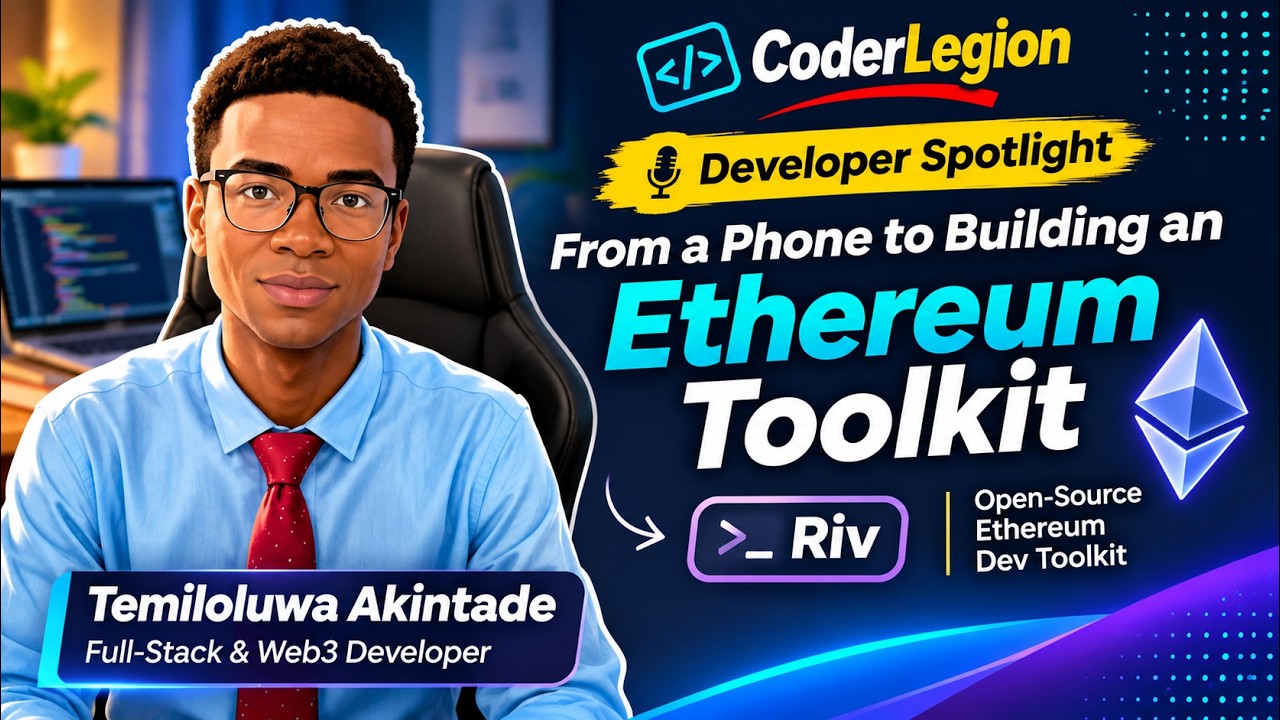 </> CoderLegion
Developer Spotlight
From a Phone to Building an
Ethereum
Toolkit
>_ Riv
Open-Source
Ethereum
Dev Toolkit
Temiloluwa Akintade
Full-Stack & Web3 Developer